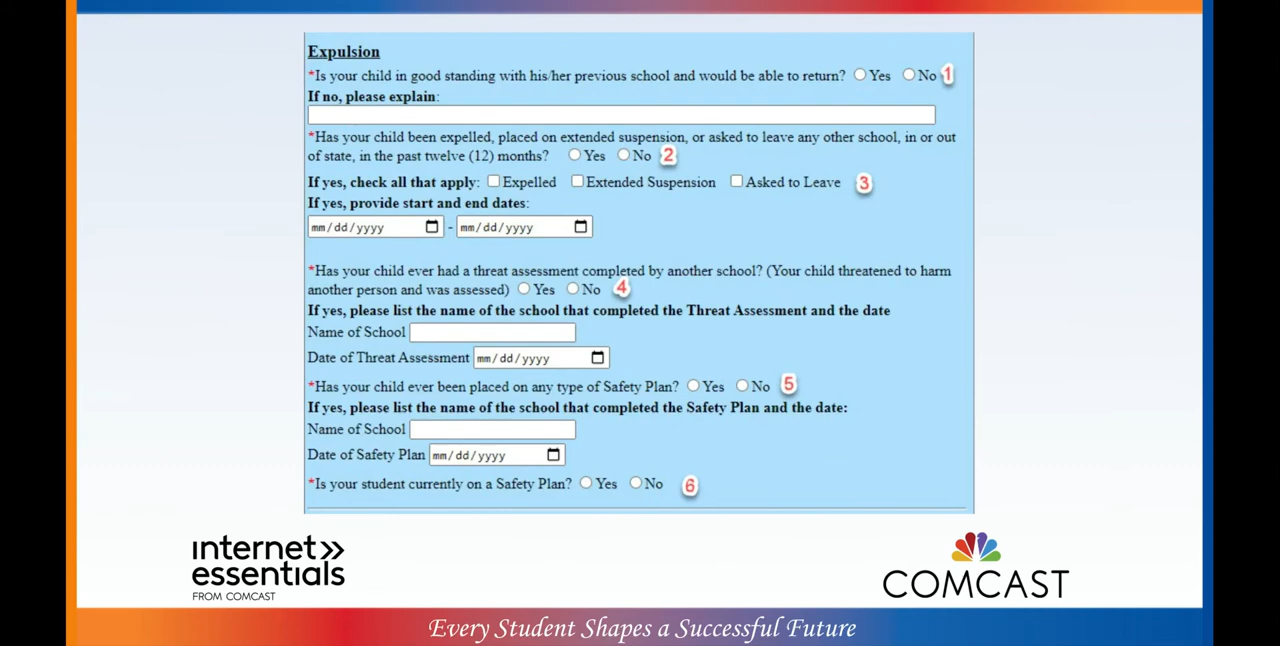 Expulsion
*Is your child in good standing with his/her previous school and would be able to return? Yes No 1
If no, please explain:
*Has your child been expelled, placed on extended suspension, or asked to leave any other school, in or out
of state, in the past twelve (12) months? Yes No 2
If yes, check all that apply: Expelled Extended Suspension Asked to Leave 3
If yes, provide start and end dates:
mm/dd/yyyy - mm/dd/yyyy
*Has your child ever had a threat assessment completed by another school? (Your child threatened to harm
another person and was assessed) Yes No 4
If yes, please list the name of the school that completed the Threat Assessment and the date
Name of School
Date of Threat Assessment mm/dd/yyyy
*Has your child ever been placed on any type of Safety Plan? Yes No 5
If yes, please list the name of the school that completed the Safety Plan and the date:
Name of School
Date of Safety Plan mm/dd/yyyy
*Is your student currently on a Safety Plan? Yes No 6
internet
essentials
FROM COMCAST
COMCAST
Every Student Shapes a Successful Future